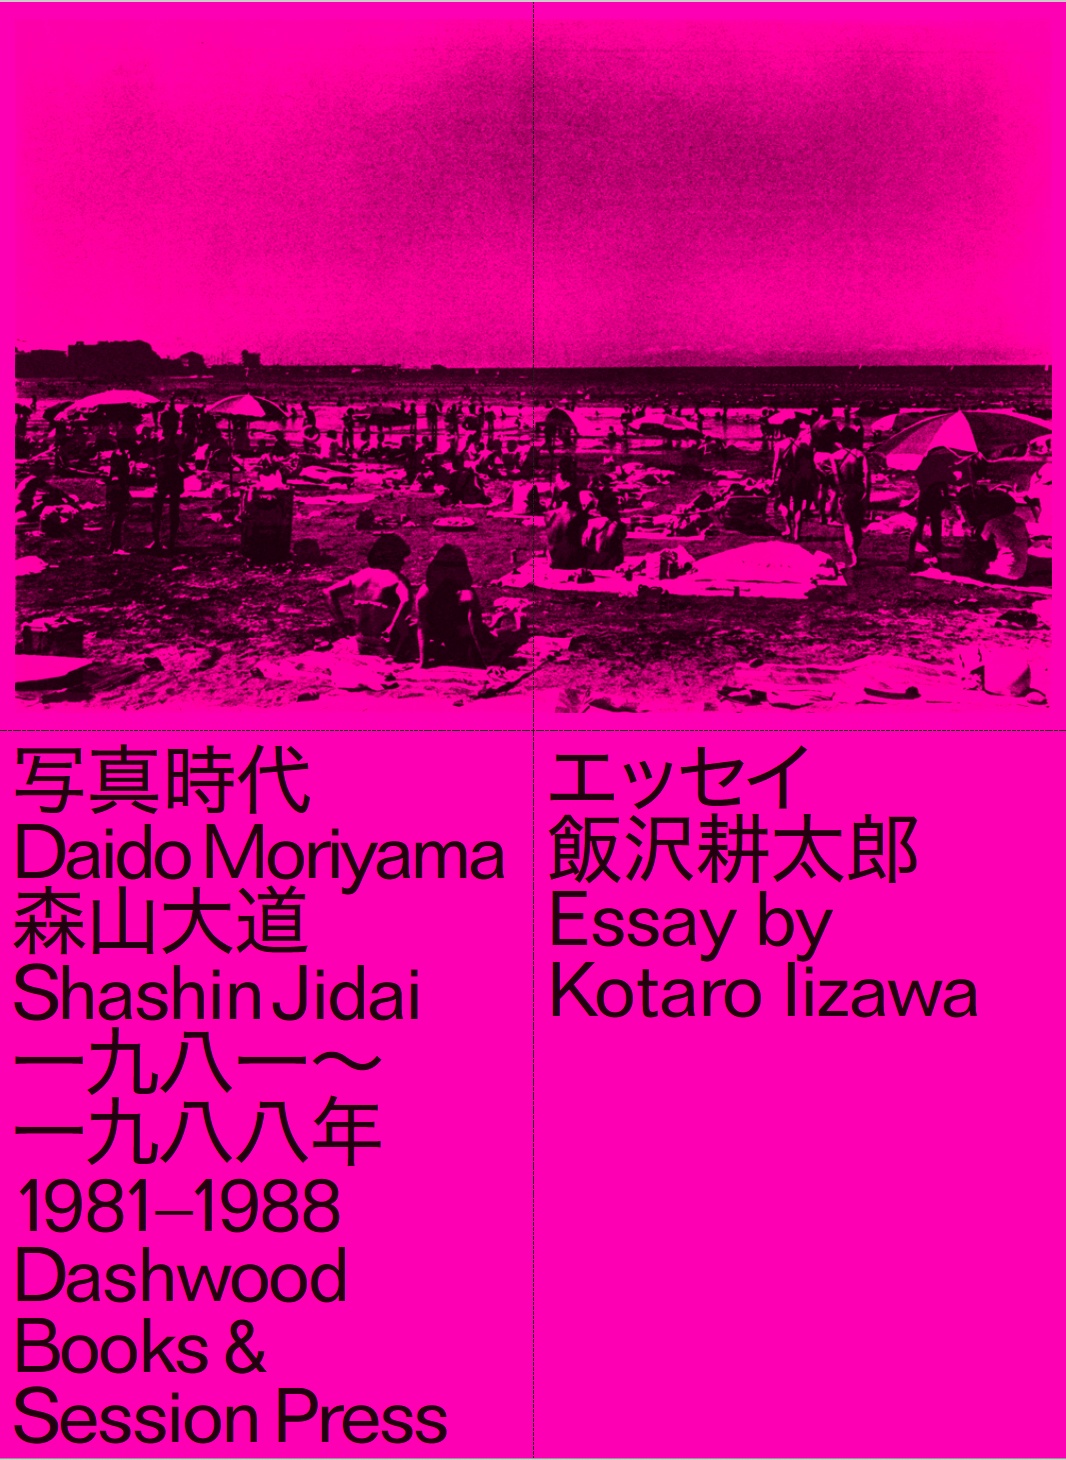 写真時代
Daido Moriyama
森山大道
Shashin Jidai
一九八一〜
一九八八年
1981–1988
Dashwood
Books &
Session Press
エッセイ
飯沢耕太郎
Essay by
Kotaro Iizawa